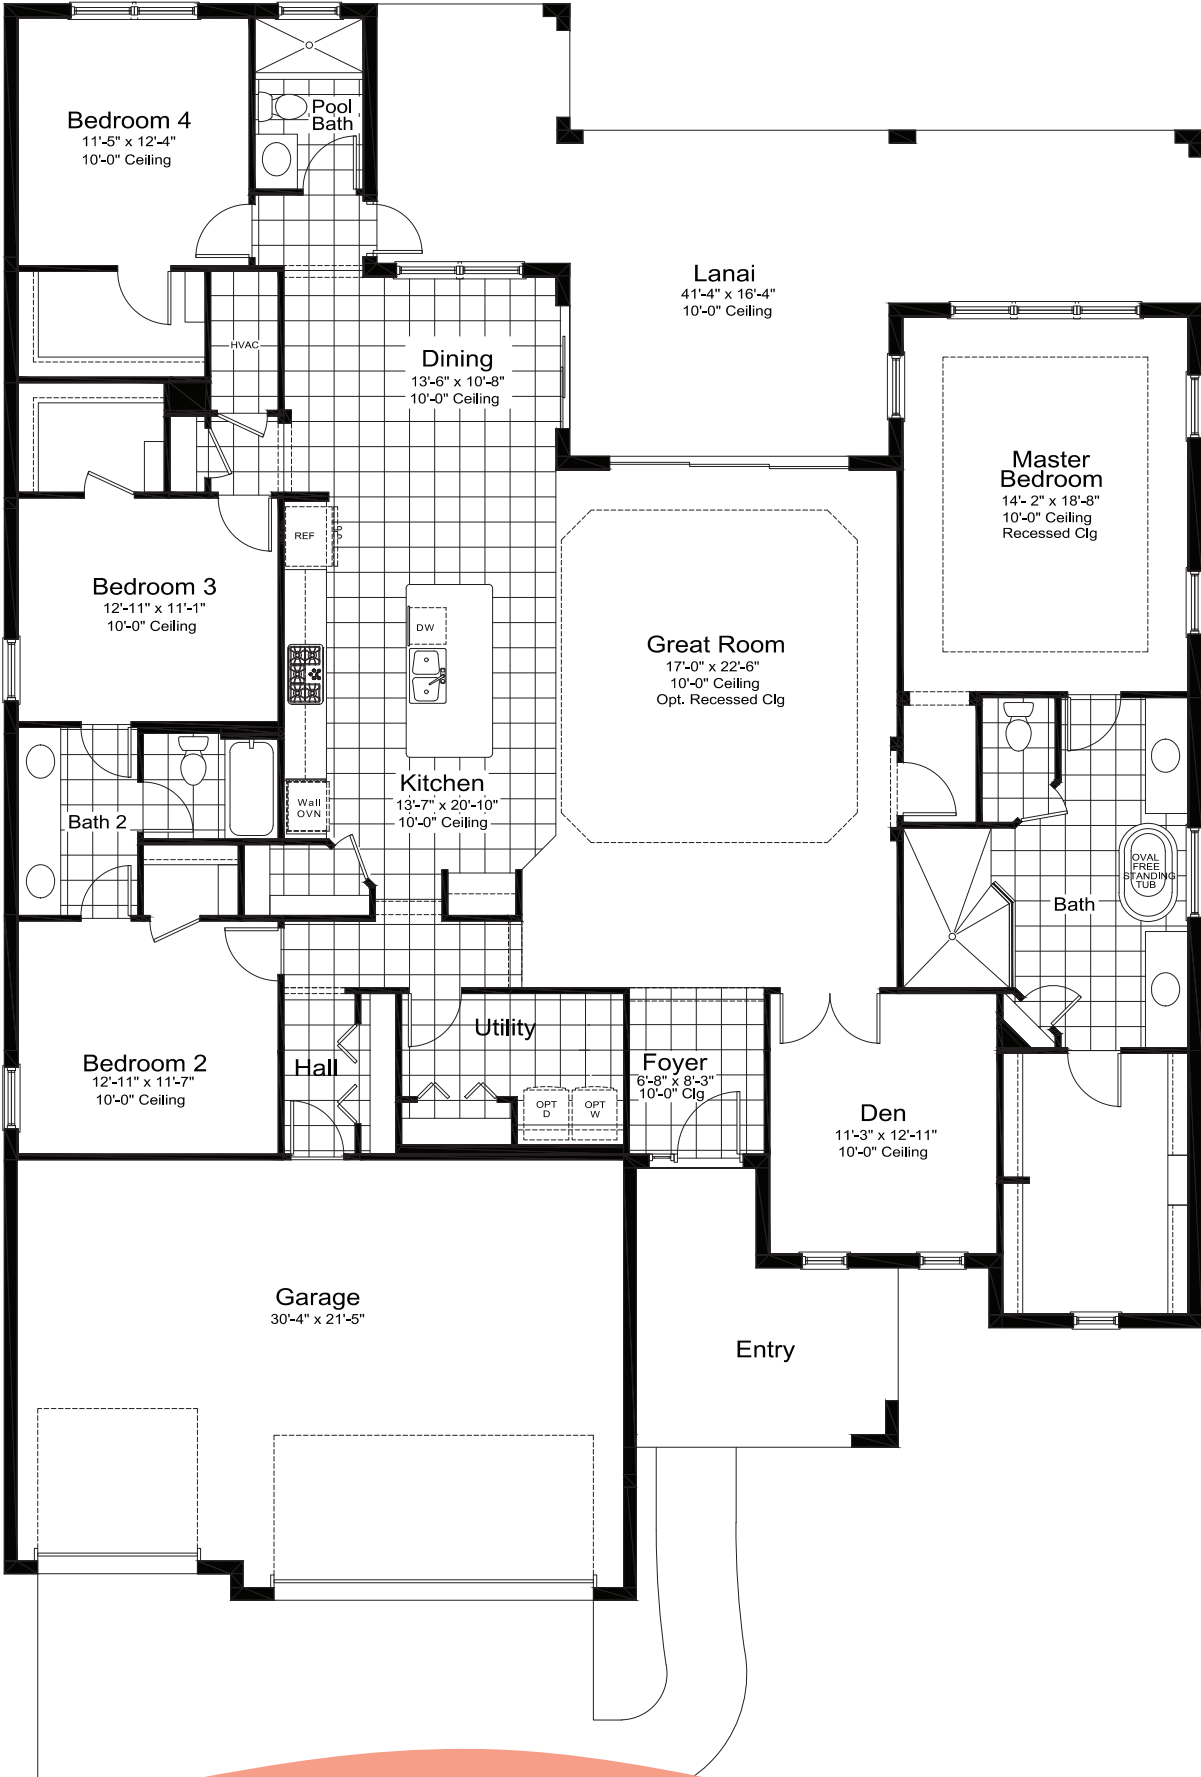 Bedroom 4
11'-5" x 12'-4"
10'-0" Ceiling
Pool
Bath
Lanai
41'-4" x 16'-4"
10'-0" Ceiling
HVAC
Dining
13'-6" x 10'-8"
10'-0" Ceiling
Master
Bedroom
14'- 2" x 18'-8"
10'-0" Ceiling
Recessed Clg
REF
Bedroom 3
12'-11" x 11'-1"
10'-0" Ceiling
DW
Great Room
17'-0" x 22'-6"
10'-0" Ceiling
Opt. Recessed Clg
Kitchen
13'-7" x 20'-10"
10'-0" Ceiling
Wall
OVN
Bath 2
OVAL
FREE
STANDING
TUB
Bath
Utility
Hall
Bedroom 2
12'-11" x 11'-7"
10'-0" Ceiling
OPT
D
OPT
W
Foyer
6'-8" x 8'-3"
10'-0" Clg
Den
11'-3" x 12'-11"
10'-0" Ceiling
Garage
30'-4" x 21'-5"
Entry